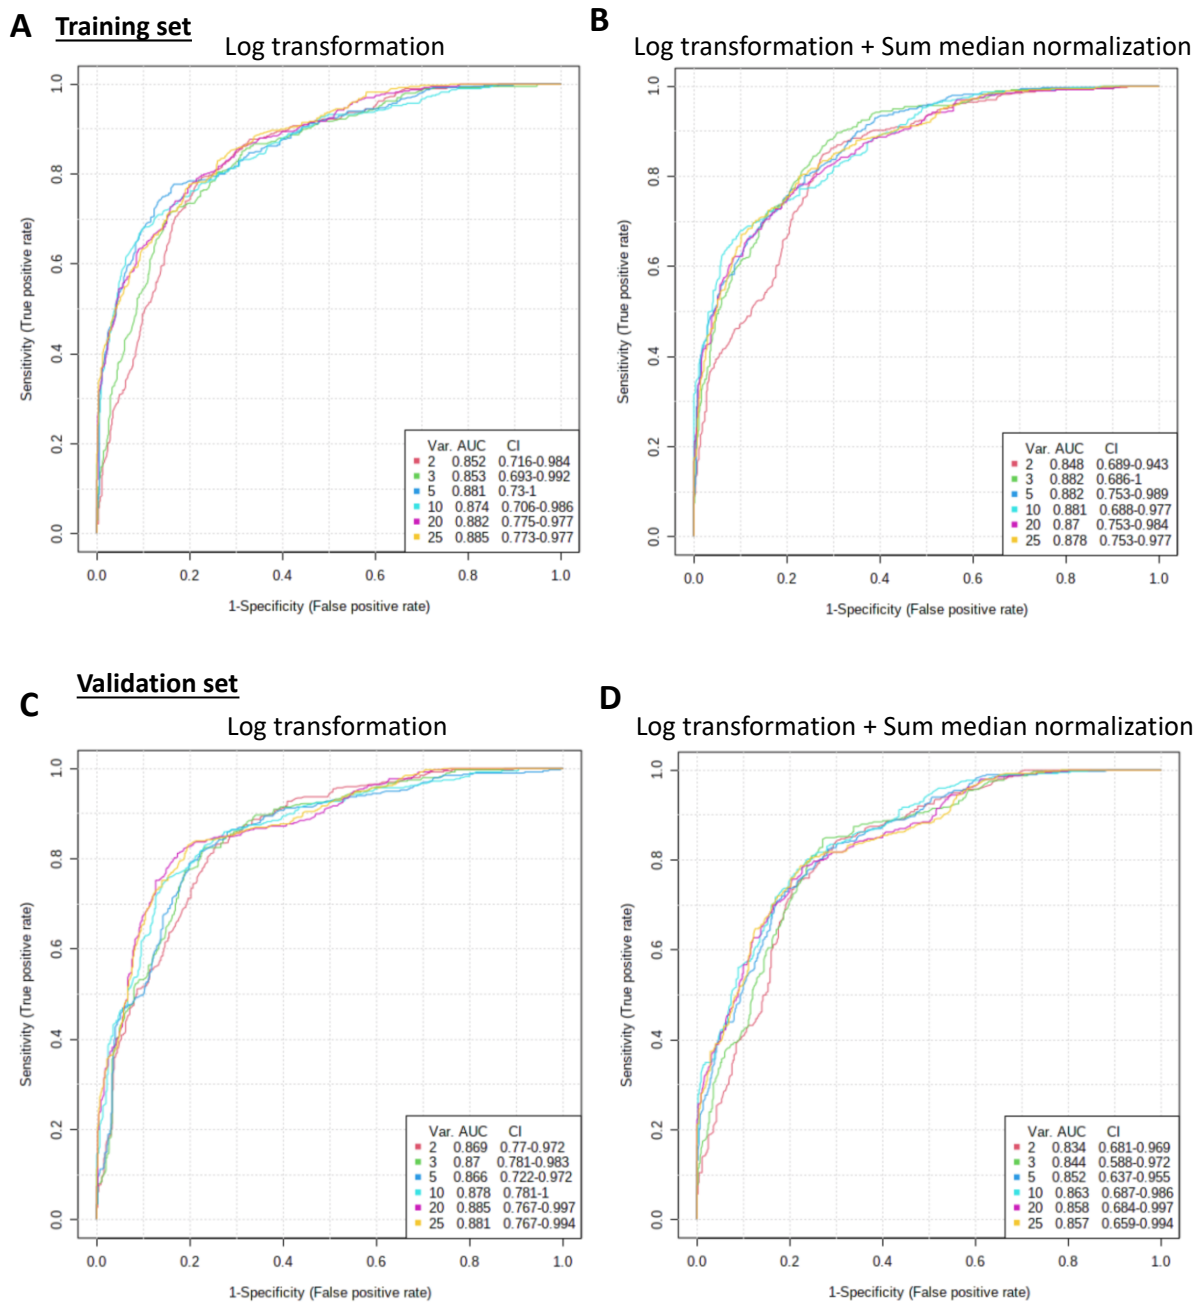 A Training set
Log transformation
1.0
0.8
0.6
0.4
0.2
0.0
Sensitivity (True positive rate)
Var. AUC CI
2 0.852 0.716-0.984
3 0.853 0.693-0.992
5 0.881 0.73-1
10 0.874 0.706-0.986
20 0.882 0.775-0.977
25 0.885 0.773-0.977
0.0 0.2 0.4 0.6 0.8 1.0
1-Specificity (False positive rate)
B
Log transformation + Sum median normalization
1.0
0.8
0.6
0.4
0.2
0.0
Sensitivity (True positive rate)
Var. AUC CI
2 0.848 0.689-0.943
3 0.882 0.686-1
5 0.882 0.753-0.989
10 0.881 0.688-0.977
20 0.87 0.753-0.984
25 0.878 0.753-0.977
0.0 0.2 0.4 0.6 0.8 1.0
1-Specificity (False positive rate)
Validation set
C
Log transformation
1.0
0.8
0.6
0.4
0.2
0.0
Sensitivity (True positive rate)
Var. AUC CI
2 0.869 0.77-0.972
3 0.87 0.781-0.983
5 0.866 0.722-0.972
10 0.878 0.781-1
20 0.885 0.767-0.997
25 0.881 0.767-0.994
0.0 0.2 0.4 0.6 0.8 1.0
1-Specificity (False positive rate)
D
Log transformation + Sum median normalization
1.0
0.8
0.6
0.4
0.2
0.0
Sensitivity (True positive rate)
Var. AUC CI
2 0.834 0.681-0.969
3 0.844 0.588-0.972
5 0.852 0.637-0.955
10 0.863 0.687-0.986
20 0.858 0.684-0.997
25 0.857 0.659-0.994
0.0 0.2 0.4 0.6 0.8 1.0
1-Specificity (False positive rate)